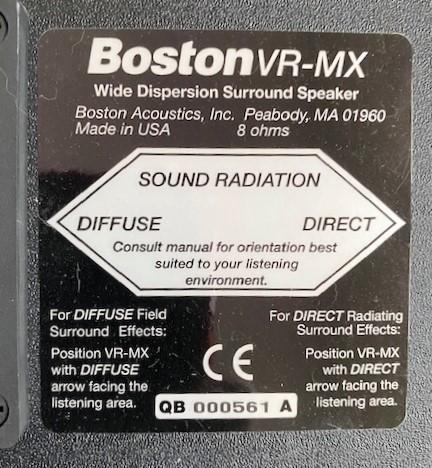 BostonVR-MX
Wide Dispersion Surround Speaker
Boston Acoustics, Inc. Peabody, MA 01960
Made in USA 8 ohms
SOUND RADIATION
DIFFUSE DIRECT
Consult manual for orientation best
suited to your listening
environment.
For DIFFUSE Field
Surround Effects:
Position VR-MX
with DIFFUSE
arrow facing the
listening area.
CE
QB 000561 A
For DIRECT Radiating
Surround Effects:
Position VR-MX
with DIRECT
arrow facing the
listening area.